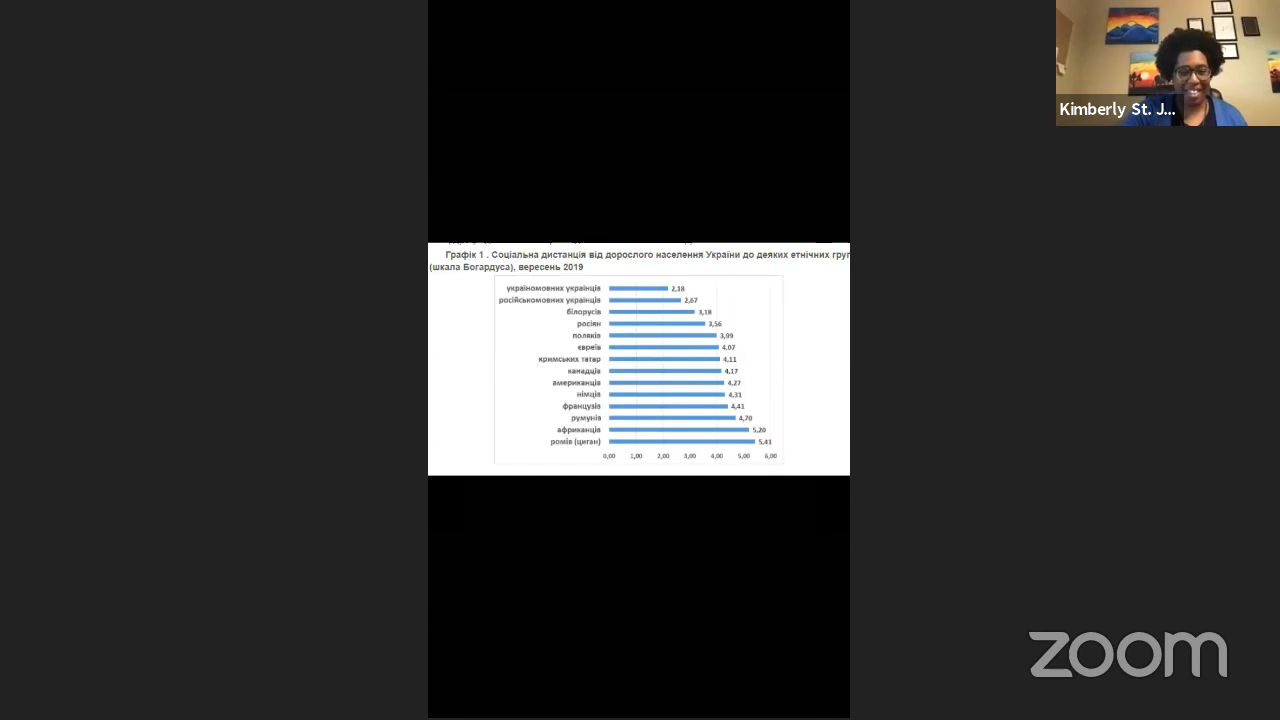 Kimberly St. J...
Графік 1 . Соціальна дистанція від дорослого населення України до деяких етнічних груп
(шкала Богардуса), вересень 2019
україномовних українців 2,18
російськомовних українців 2,67
білорусів 3,18
росіян 3,56
поляків 3,99
євреїв 4,07
кримських татар 4,11
канадців 4,17
американців 4,27
німців 4,31
французів 4,41
румунів 4,70
африканців 5,20
ромів (циган) 5,41
0,00 1,00 2,00 3,00 4,00 5,00 6,00
zoom